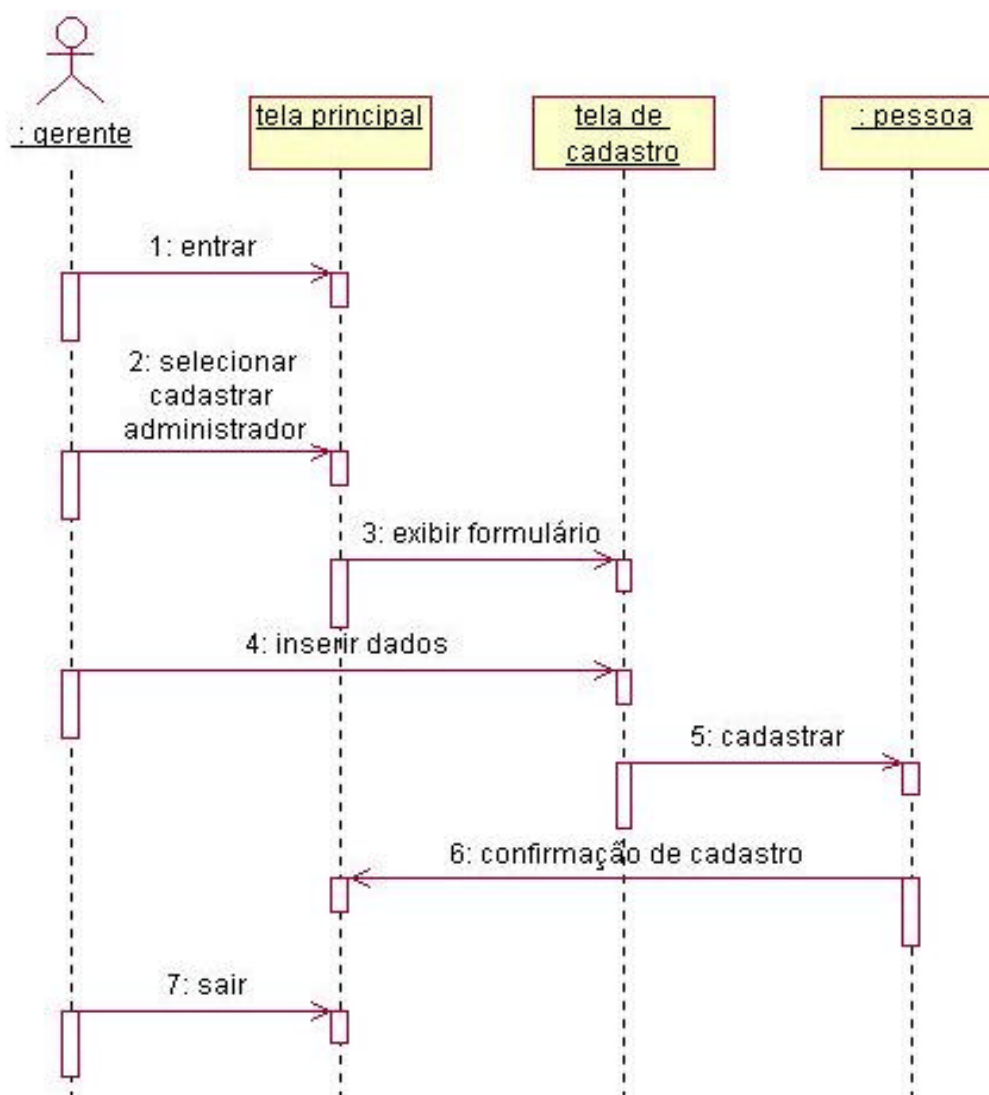 : gerente
tela principal
tela de
cadastro
: pessoa
1: entrar
2: selecionar
cadastrar
administrador
3: exibir formulário
4: inserir dados
5: cadastrar
6: confirmação de cadastro
7: sair